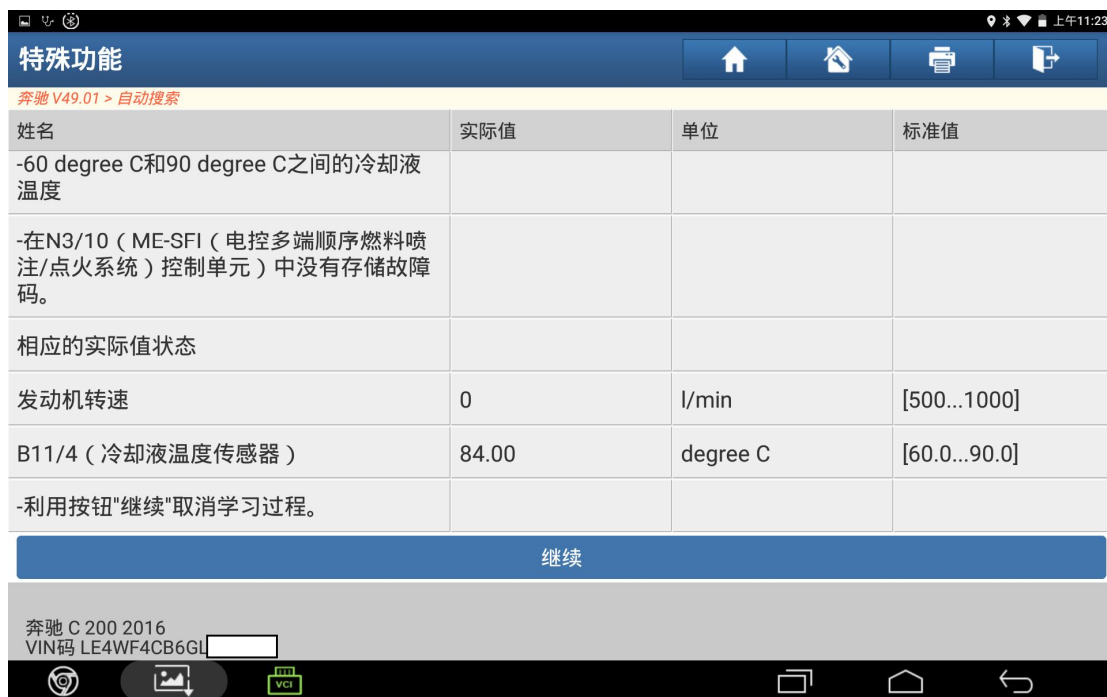 上午11:23
特殊功能
奔驰 V49.01 > 自动搜索
姓名 实际值 单位 标准值
-60 degree C和90 degree C之间的冷却液
温度
-在N3/10（ME-SFI（电控多端顺序燃料喷
注/点火系统）控制单元）中没有存储故障
码。
相应的实际值状态
发动机转速 0 l/min [500...1000]
B11/4（冷却液温度传感器） 84.00 degree C [60.0...90.0]
-利用按钮"继续"取消学习过程。
继续
奔驰 C 200 2016
VIN码 LE4WF4CB6GL
VCI